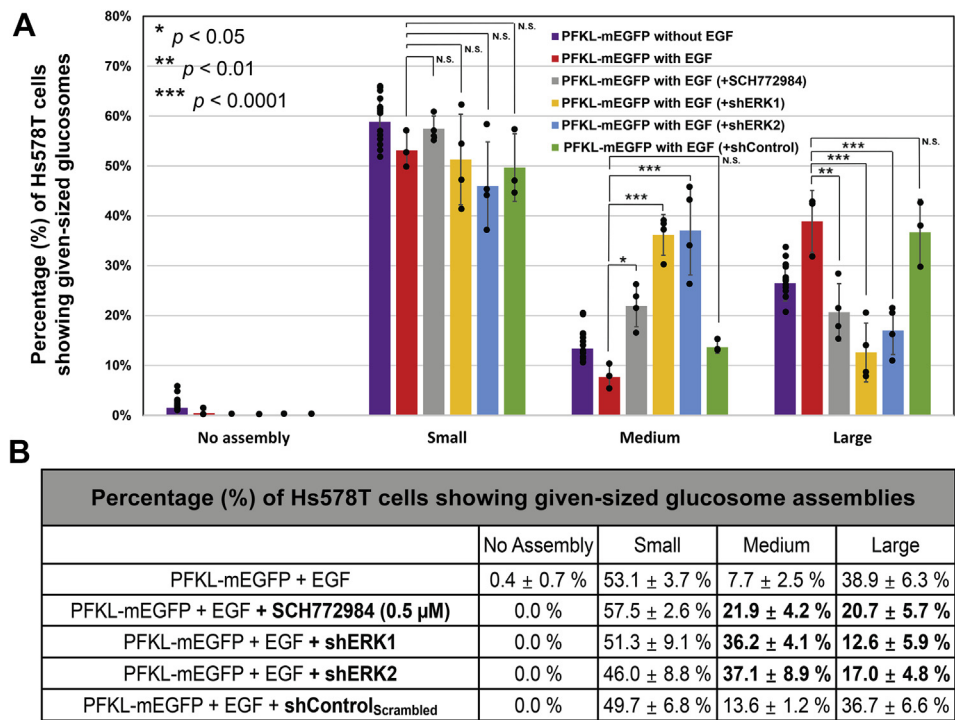 A
* p < 0.05
** p < 0.01
*** p < 0.0001
Percentage (%) of Hs578T cells
showing given-sized glucosomes
80%
70%
60%
50%
40%
30%
20%
10%
0%
N.S.
N.S.
N.S.
N.S.
PFKL-mEGFP without EGF
PFKL-mEGFP with EGF
PFKL-mEGFP with EGF (+SCH772984)
PFKL-mEGFP with EGF (+shERK1)
PFKL-mEGFP with EGF (+shERK2)
PFKL-mEGFP with EGF (+shControl)
N.S.
***
***
*
N.S.
***
***
**
No assembly
Small
Medium
Large
B
Percentage (%) of Hs578T cells showing given-sized glucosome assemblies
No Assembly Small Medium Large
PFKL-mEGFP + EGF 0.4 ± 0.7 % 53.1 ± 3.7 % 7.7 ± 2.5 % 38.9 ± 6.3 %
PFKL-mEGFP + EGF + SCH772984 (0.5 μM) 0.0 % 57.5 ± 2.6 % 21.9 ± 4.2 % 20.7 ± 5.7 %
PFKL-mEGFP + EGF + shERK1 0.0 % 51.3 ± 9.1 % 36.2 ± 4.1 % 12.6 ± 5.9 %
PFKL-mEGFP + EGF + shERK2 0.0 % 46.0 ± 8.8 % 37.1 ± 8.9 % 17.0 ± 4.8 %
PFKL-mEGFP + EGF + shControlScrambled 0.0 % 49.7 ± 6.8 % 13.6 ± 1.2 % 36.7 ± 6.6 %